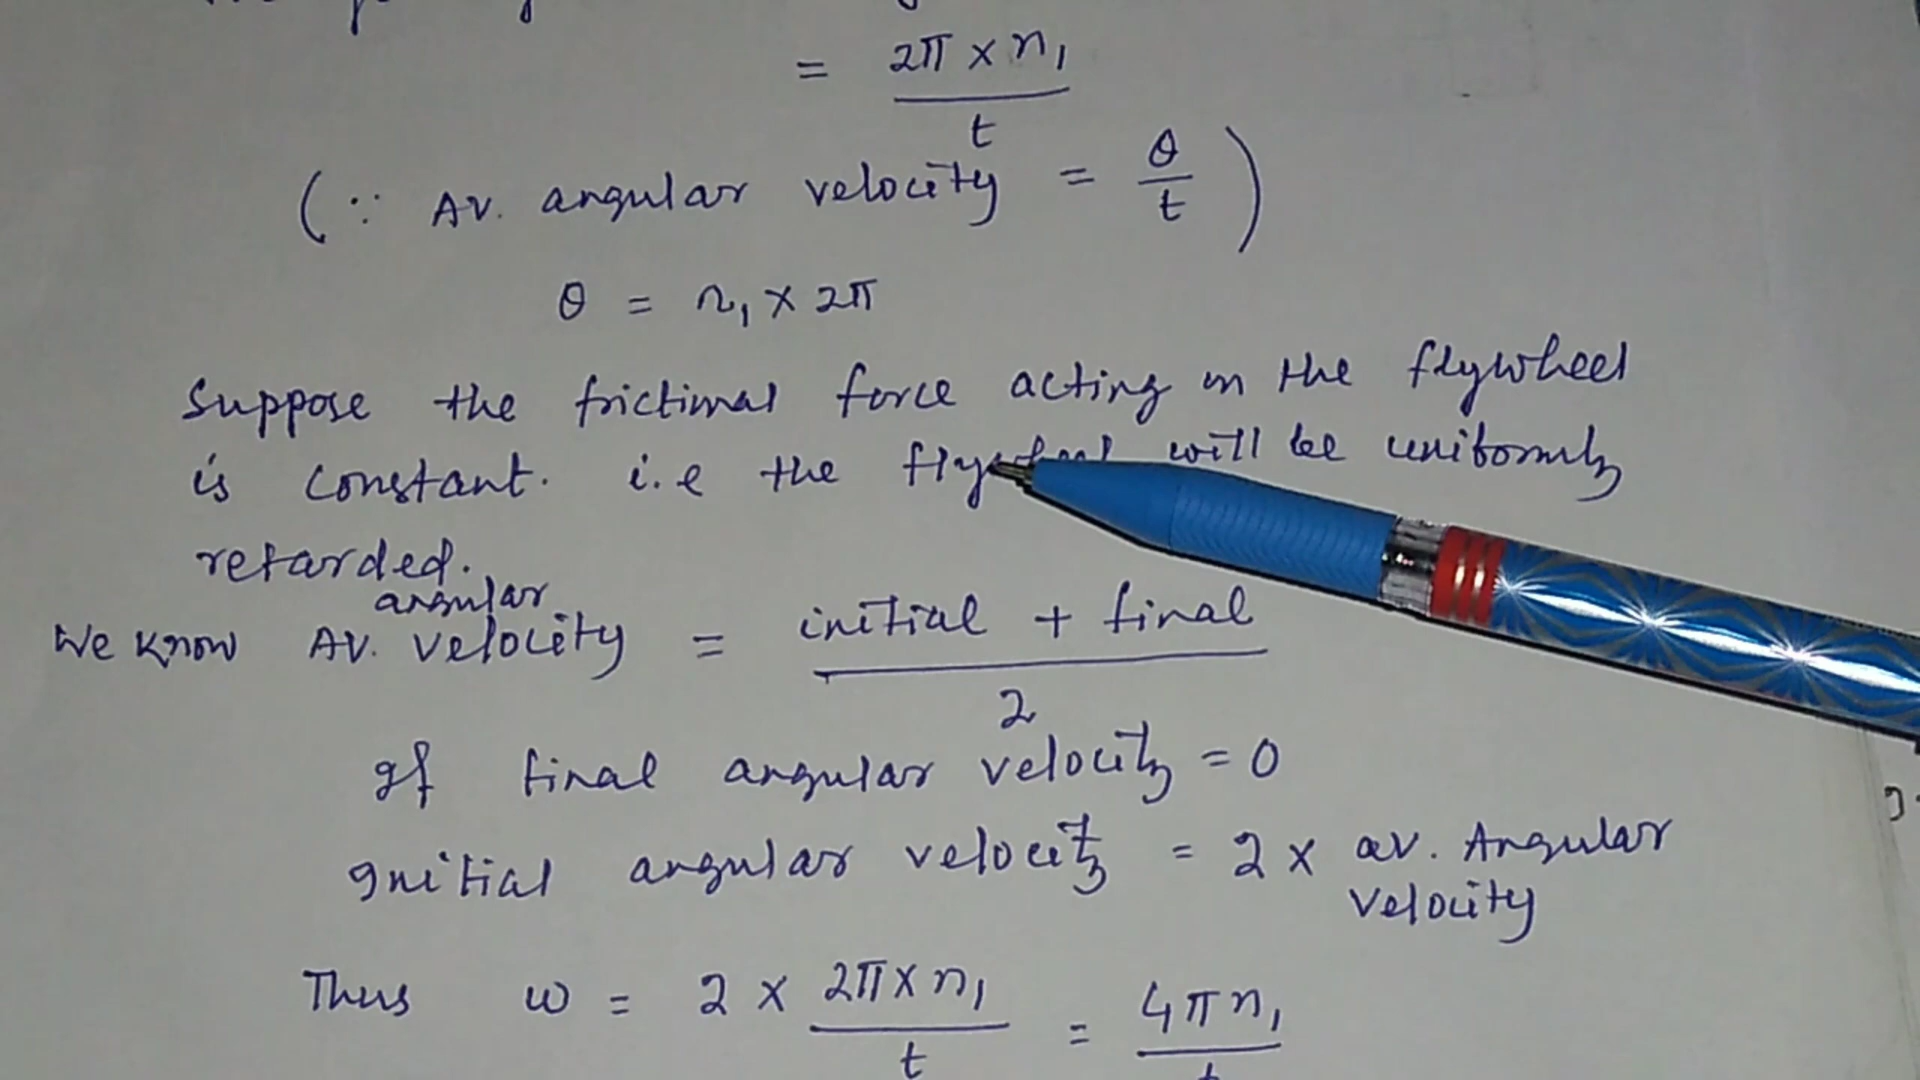 = 2π × n₁ / t
(∵ AV. angular velocity = θ / t )
θ = n₁ × 2π
Suppose the frictional force acting on the flywheel
is constant. i.e the flywheel will be uniformly
retarded.
We know AV. angular velocity = initial + final / 2
If final angular velocity = 0
Initial angular velocity = 2 × av. Angular
velocity
Thus ω = 2 × 2π × n₁ / t = 4πn₁ / t